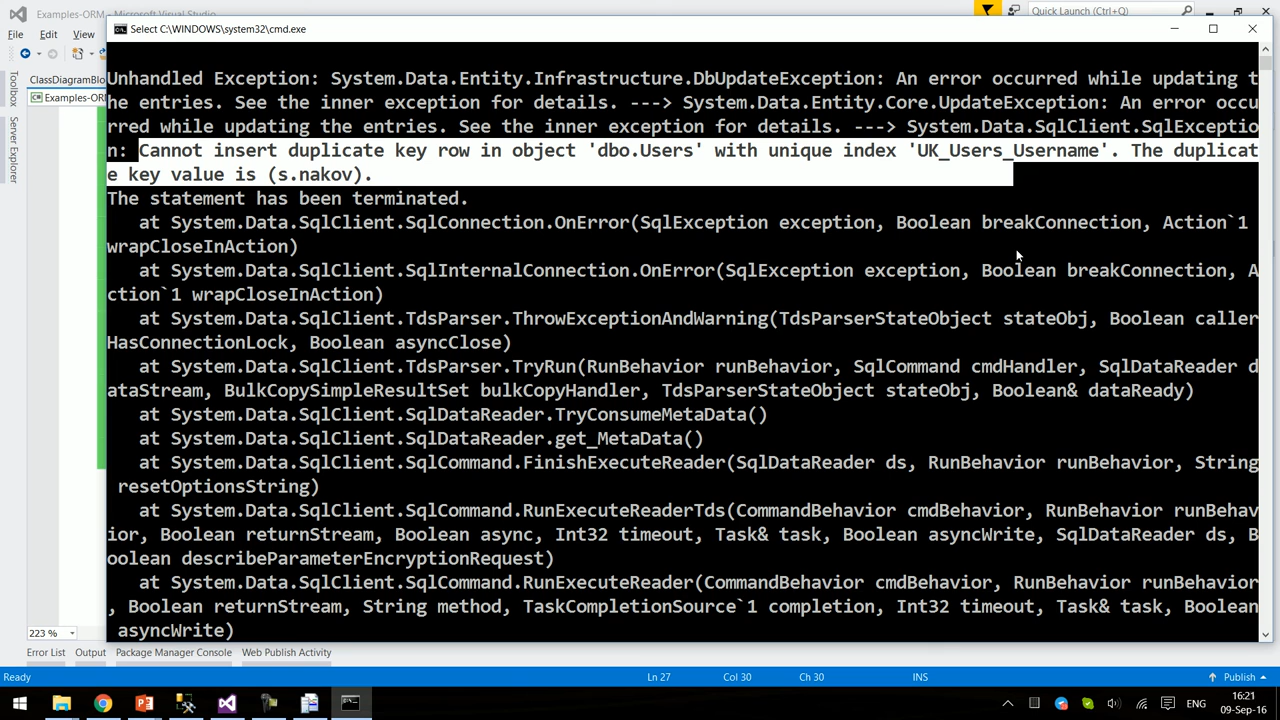 Examples-ORM - Microsoft Visual Studio
Quick Launch (Ctrl+Q)
Select C:\WINDOWS\system32\cmd.exe
File Edit View
Toolbox
Server Explorer
ClassDiagramBlo
Examples-OR
Unhandled Exception: System.Data.Entity.Infrastructure.DbUpdateException: An error occurred while updating t
he entries. See the inner exception for details. ---> System.Data.Entity.Core.UpdateException: An error occu
rred while updating the entries. See the inner exception for details. ---> System.Data.SqlClient.SqlExceptio
n: Cannot insert duplicate key row in object 'dbo.Users' with unique index 'UK_Users_Username'. The duplicat
e key value is (s.nakov).
The statement has been terminated.
   at System.Data.SqlClient.SqlConnection.OnError(SqlException exception, Boolean breakConnection, Action`1
wrapCloseInAction)
   at System.Data.SqlClient.SqlInternalConnection.OnError(SqlException exception, Boolean breakConnection, A
ction`1 wrapCloseInAction)
   at System.Data.SqlClient.TdsParser.ThrowExceptionAndWarning(TdsParserStateObject stateObj, Boolean caller
HasConnectionLock, Boolean asyncClose)
   at System.Data.SqlClient.TdsParser.TryRun(RunBehavior runBehavior, SqlCommand cmdHandler, SqlDataReader d
ataStream, BulkCopySimpleResultSet bulkCopyHandler, TdsParserStateObject stateObj, Boolean& dataReady)
   at System.Data.SqlClient.SqlDataReader.TryConsumeMetaData()
   at System.Data.SqlClient.SqlDataReader.get_MetaData()
   at System.Data.SqlClient.SqlCommand.FinishExecuteReader(SqlDataReader ds, RunBehavior runBehavior, String
 resetOptionsString)
   at System.Data.SqlClient.SqlCommand.RunExecuteReaderTds(CommandBehavior cmdBehavior, RunBehavior runBehav
ior, Boolean returnStream, Boolean async, Int32 timeout, Task& task, Boolean asyncWrite, SqlDataReader ds, B
oolean describeParameterEncryptionRequest)
   at System.Data.SqlClient.SqlCommand.RunExecuteReader(CommandBehavior cmdBehavior, RunBehavior runBehavior
, Boolean returnStream, String method, TaskCompletionSource`1 completion, Int32 timeout, Task& task, Boolean
 asyncWrite)
223 %
Error List Output Package Manager Console Web Publish Activity
Ready Ln 27 Col 30 Ch 30 INS Publish
ENG
16:21
09-Sep-16